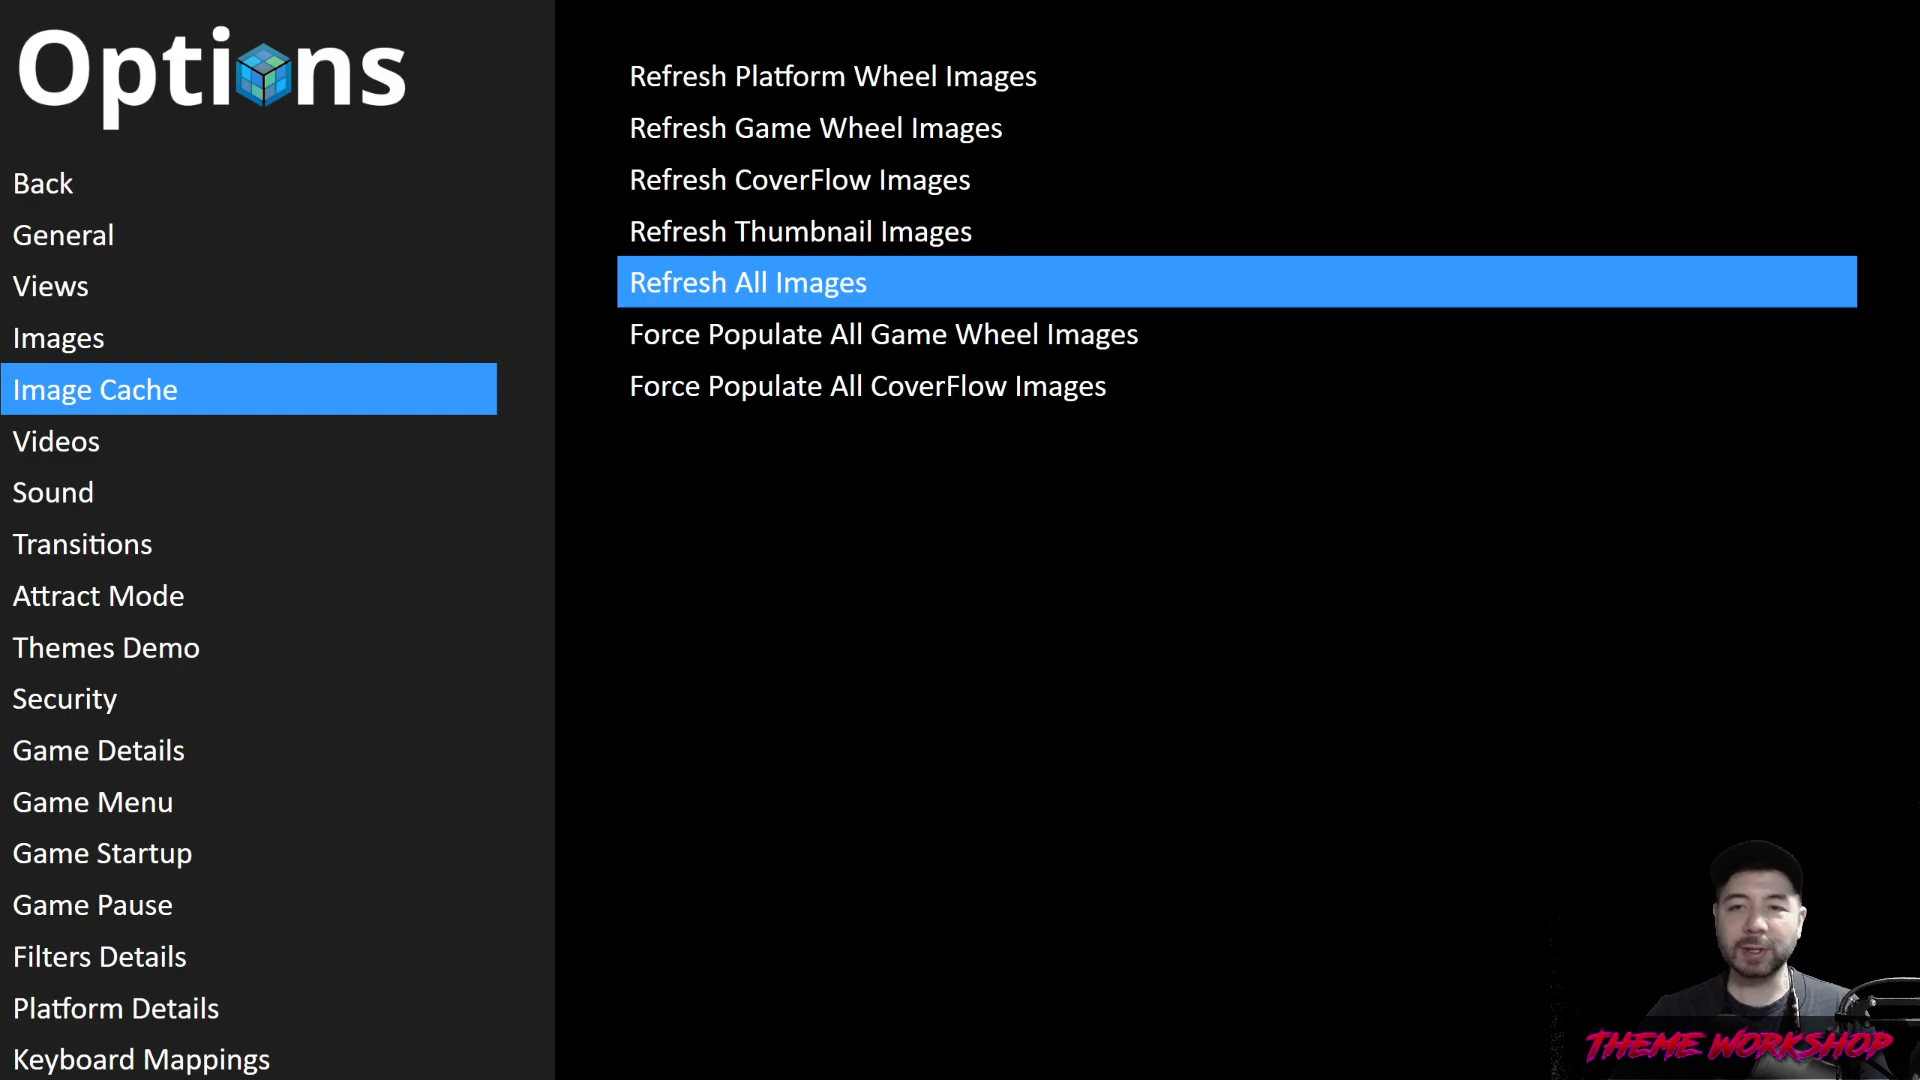 Options
Back
General
Views
Images
Image Cache
Videos
Sound
Transitions
Attract Mode
Themes Demo
Security
Game Details
Game Menu
Game Startup
Game Pause
Filters Details
Platform Details
Keyboard Mappings
Refresh Platform Wheel Images
Refresh Game Wheel Images
Refresh CoverFlow Images
Refresh Thumbnail Images
Refresh All Images
Force Populate All Game Wheel Images
Force Populate All CoverFlow Images
THEME WORKSHOP